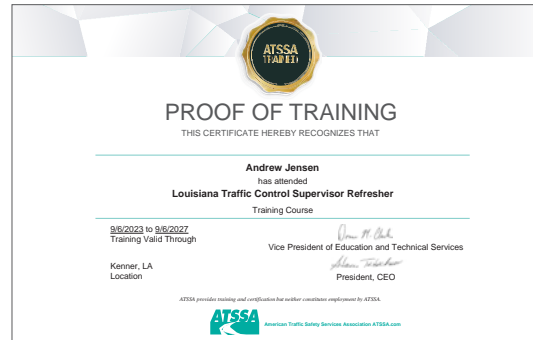 ATSSA
TRAINED
PROOF OF TRAINING
THIS CERTIFICATE HEREBY RECOGNIZES THAT
Andrew Jensen
has attended
Louisiana Traffic Control Supervisor Refresher
Training Course
9/6/2023 to 9/6/2027
Training Valid Through
Vice President of Education and Technical Services
Kenner, LA
Location
President, CEO
ATSSA provides training and certification but neither constitutes employment by ATSSA.
ATSSA
American Traffic Safety Services Association ATSSA.com